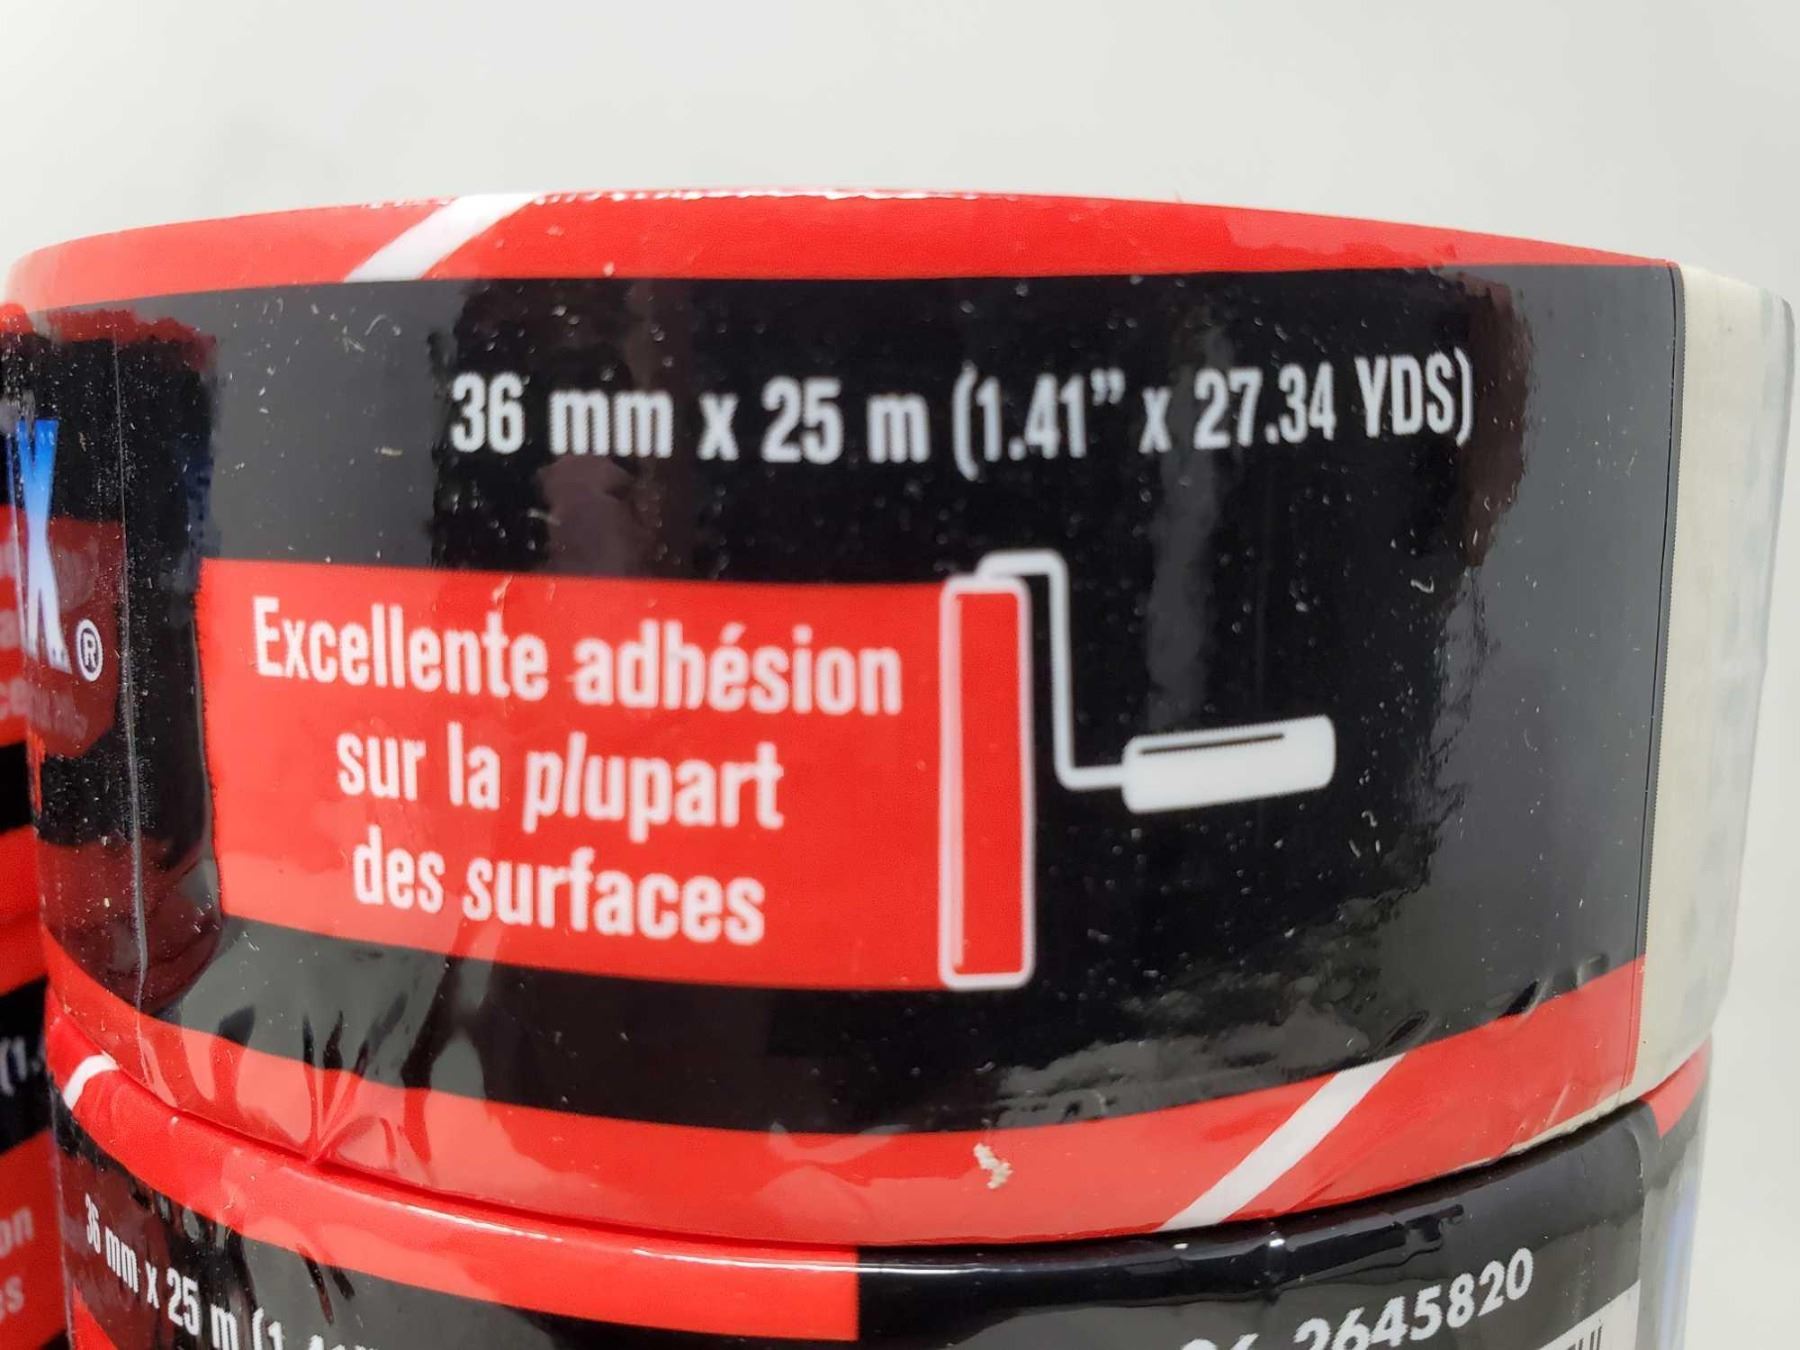 36 mm x 25 m (1.41” x 27.34 YDS)
X®
Excellente adhésion
sur la plupart
des surfaces
36 mm x 25 m
2645820